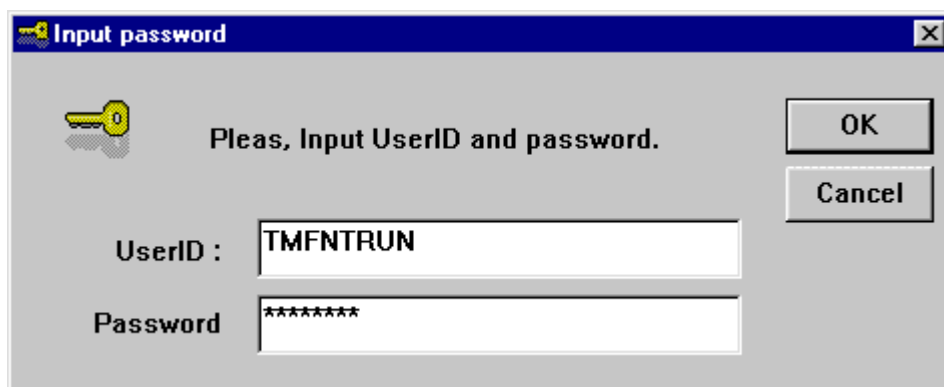 Input password
Pleas, Input UserID and password.
OK
Cancel
UserID :
TMFNTRUN
Password
********